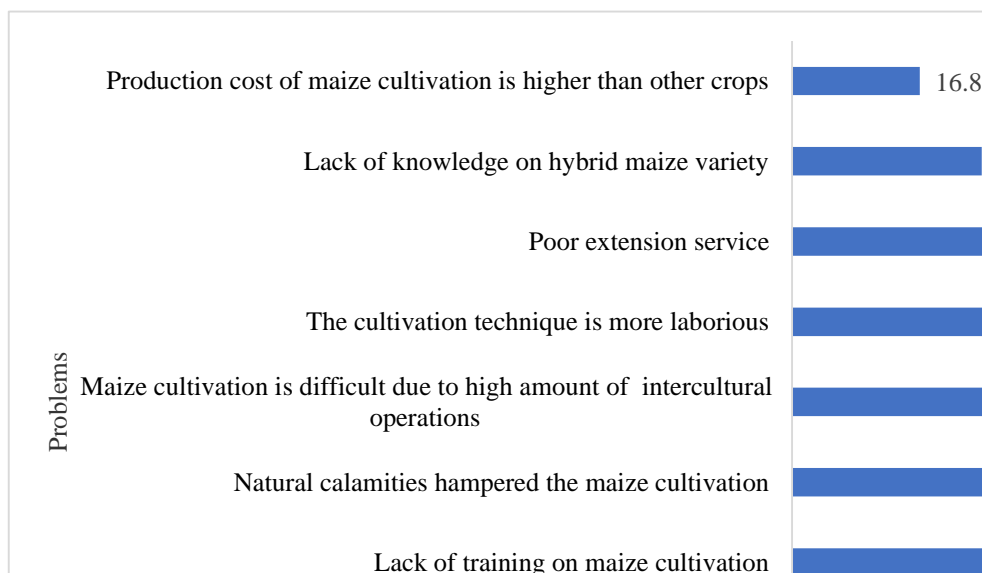 Production cost of maize cultivation is higher than other crops
16.8
Lack of knowledge on hybrid maize variety
Poor extension service
The cultivation technique is more laborious
Problems
Maize cultivation is difficult due to high amount of intercultural
operations
Natural calamities hampered the maize cultivation
Lack of training on maize cultivation